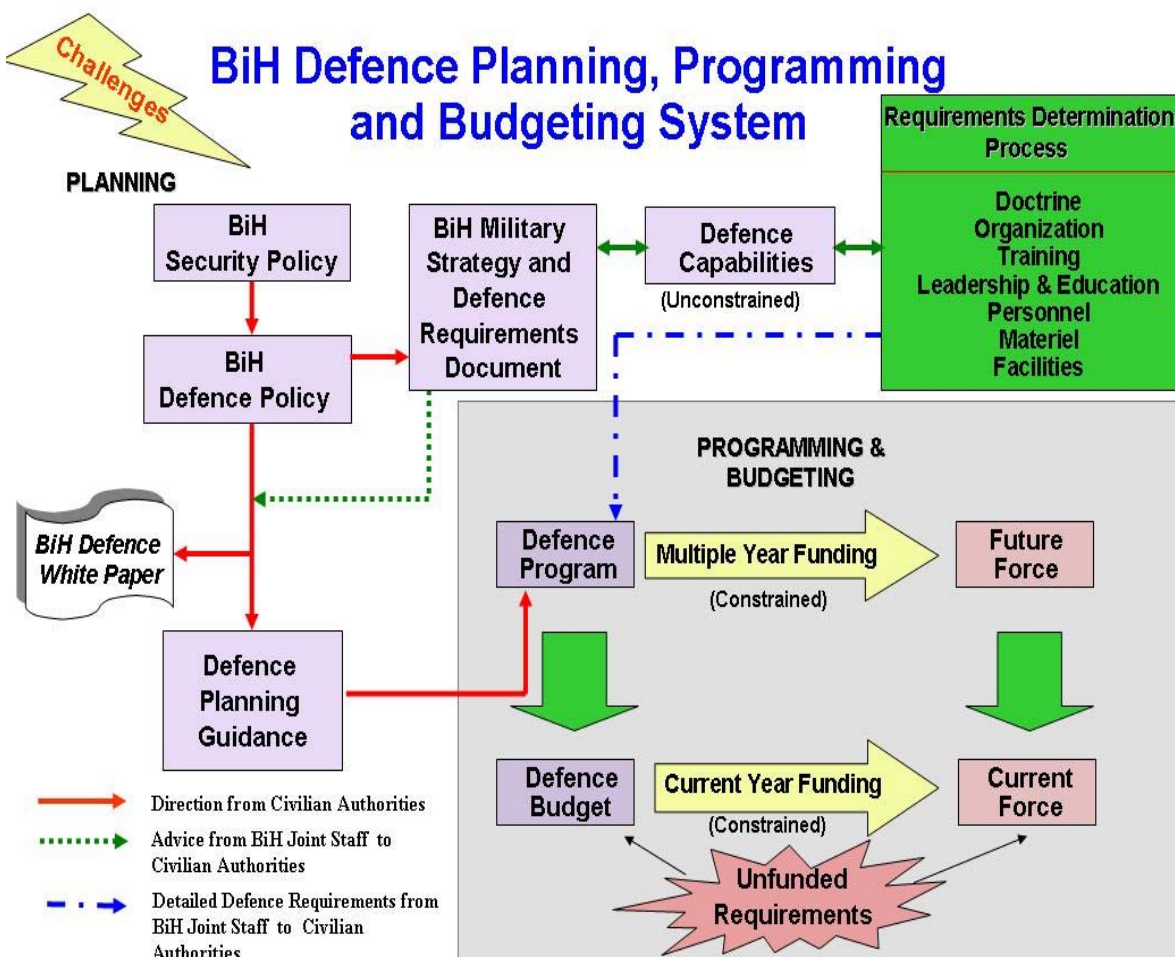 Challenges
BiH Defence Planning, Programming
and Budgeting System
PLANNING
BiH
Security Policy
BiH
Defence Policy
BiH Military
Strategy and
Defence
Requirements
Document
Defence
Capabilities
(Unconstrained)
Requirements Determination
Process
Doctrine
Organization
Training
Leadership & Education
Personnel
Materiel
Facilities
BiH Defence
White Paper
Defence
Planning
Guidance
PROGRAMMING &
BUDGETING
Defence
Program
Multiple Year Funding
(Constrained)
Future
Force
Defence
Budget
Current Year Funding
(Constrained)
Current
Force
Unfunded
Requirements
Direction from Civilian Authorities
Advice from BiH Joint Staff to
Civilian Authorities
Detailed Defence Requirements from
BiH Joint Staff to Civilian
Authorities